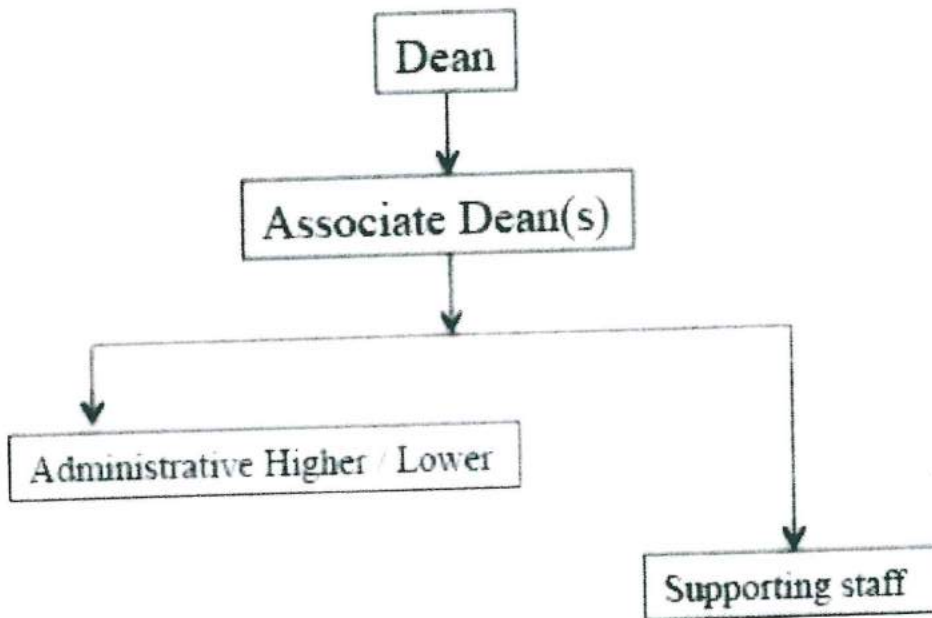 Dean
Associate Dean(s)
Administrative Higher / Lower
Supporting staff